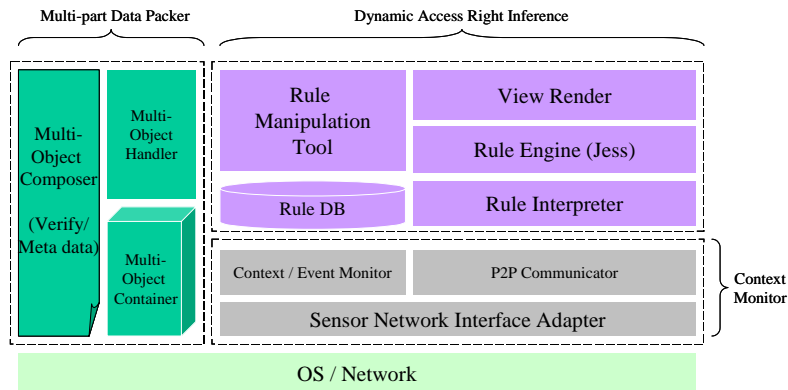 Multi-part Data Packer
Dynamic Access Right Inference
Multi-
Object
Composer
(Verify/
Meta data)
Multi-
Object
Handler
Multi-
Object
Container
Rule
Manipulation
Tool
Rule DB
View Render
Rule Engine (Jess)
Rule Interpreter
Context / Event Monitor
P2P Communicator
Sensor Network Interface Adapter
Context
Monitor
OS / Network